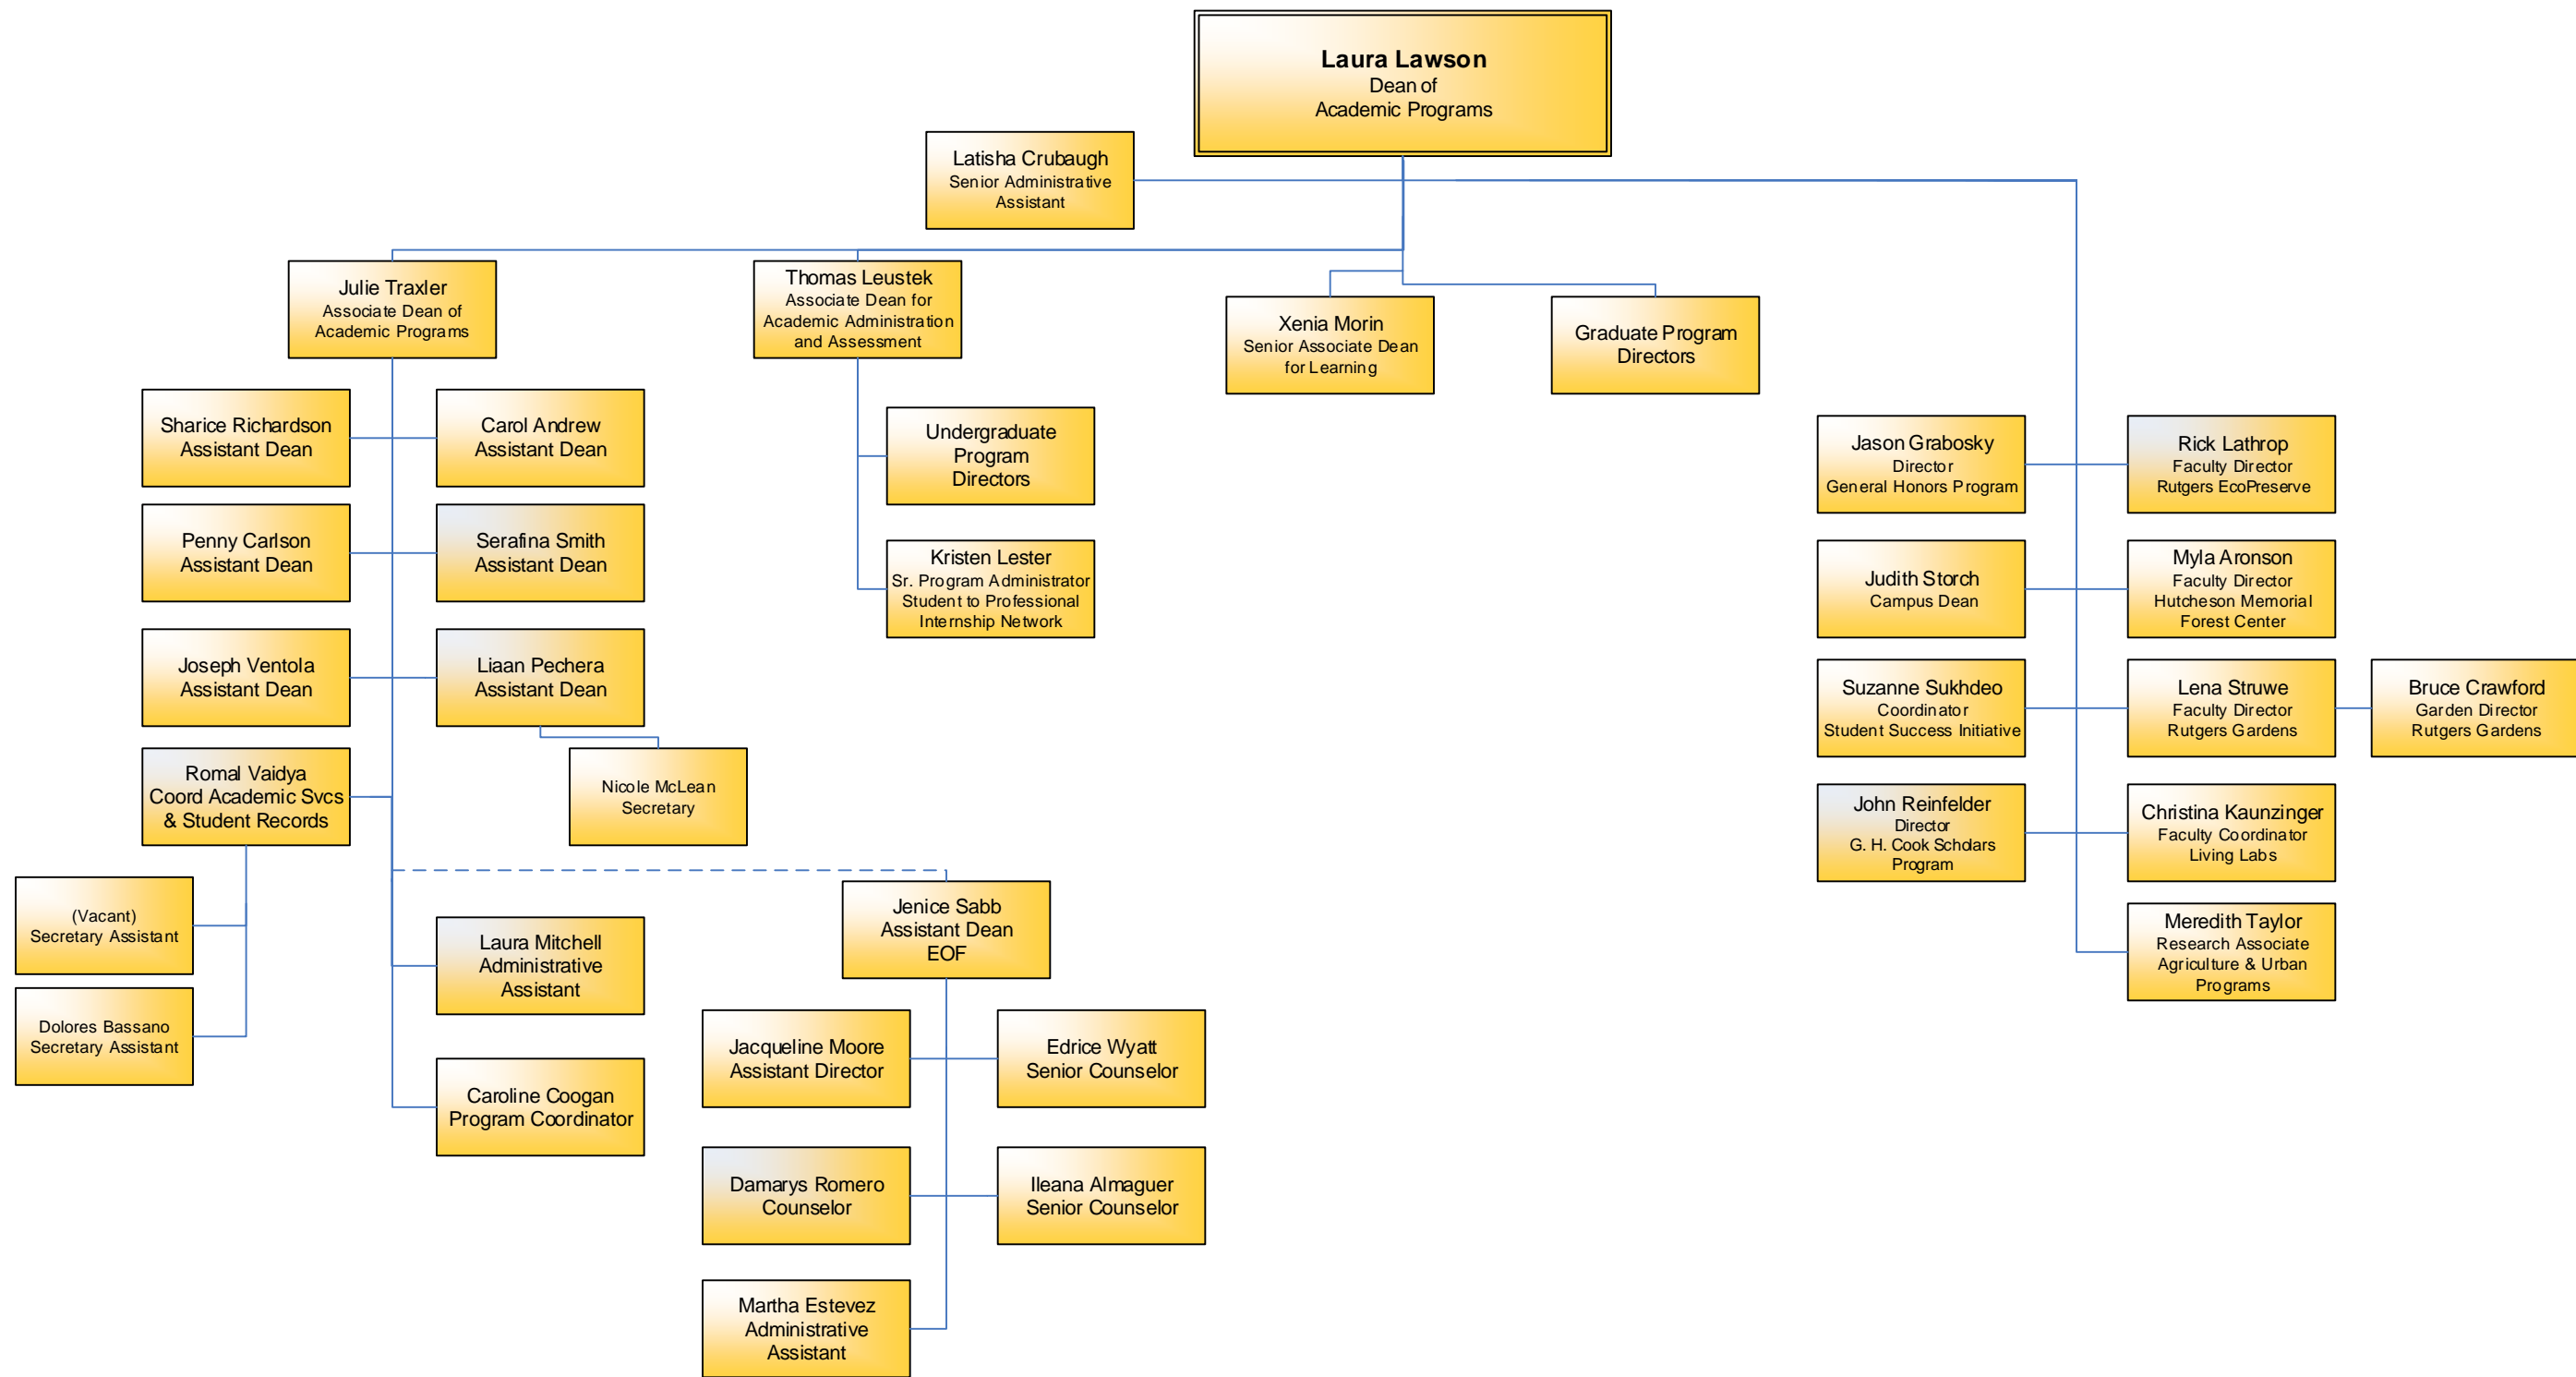 Laura Lawson
Dean of
Academic Programs
Latisha Crubaugh
Senior Administrative
Assistant
Julie Traxler
Associate Dean of
Academic Programs
Thomas Leustek
Associate Dean for
Academic Administration
and Assessment
Xenia Morin
Senior Associate Dean
for Learning
Graduate Program
Directors
Sharice Richardson
Assistant Dean
Carol Andrew
Assistant Dean
Undergraduate
Program
Directors
Jason Grabosky
Director
General Honors Program
Rick Lathrop
Faculty Director
Rutgers EcoPreserve
Penny Carlson
Assistant Dean
Serafina Smith
Assistant Dean
Kristen Lester
Sr. Program Administrator
Student to Professional
Internship Network
Judith Storch
Campus Dean
Myla Aronson
Faculty Director
Hutcheson Memorial
Forest Center
Joseph Ventola
Assistant Dean
Liaan Pechera
Assistant Dean
Suzanne Sukhdeo
Coordinator
Student Success Initiative
Lena Struwe
Faculty Director
Rutgers Gardens
Bruce Crawford
Garden Director
Rutgers Gardens
Romal Vaidya
Coord Academic Svcs
& Student Records
Nicole McLean
Secretary
John Reinfelder
Director
G. H. Cook Scholars
Program
Christina Kaunzinger
Faculty Coordinator
Living Labs
(Vacant)
Secretary Assistant
Laura Mitchell
Administrative
Assistant
Jenice Sabb
Assistant Dean
EOF
Meredith Taylor
Research Associate
Agriculture & Urban
Programs
Dolores Bassano
Secretary Assistant
Caroline Coogan
Program Coordinator
Jacqueline Moore
Assistant Director
Edrice Wyatt
Senior Counselor
Damarys Romero
Counselor
Ileana Almaguer
Senior Counselor
Martha Estevez
Administrative
Assistant